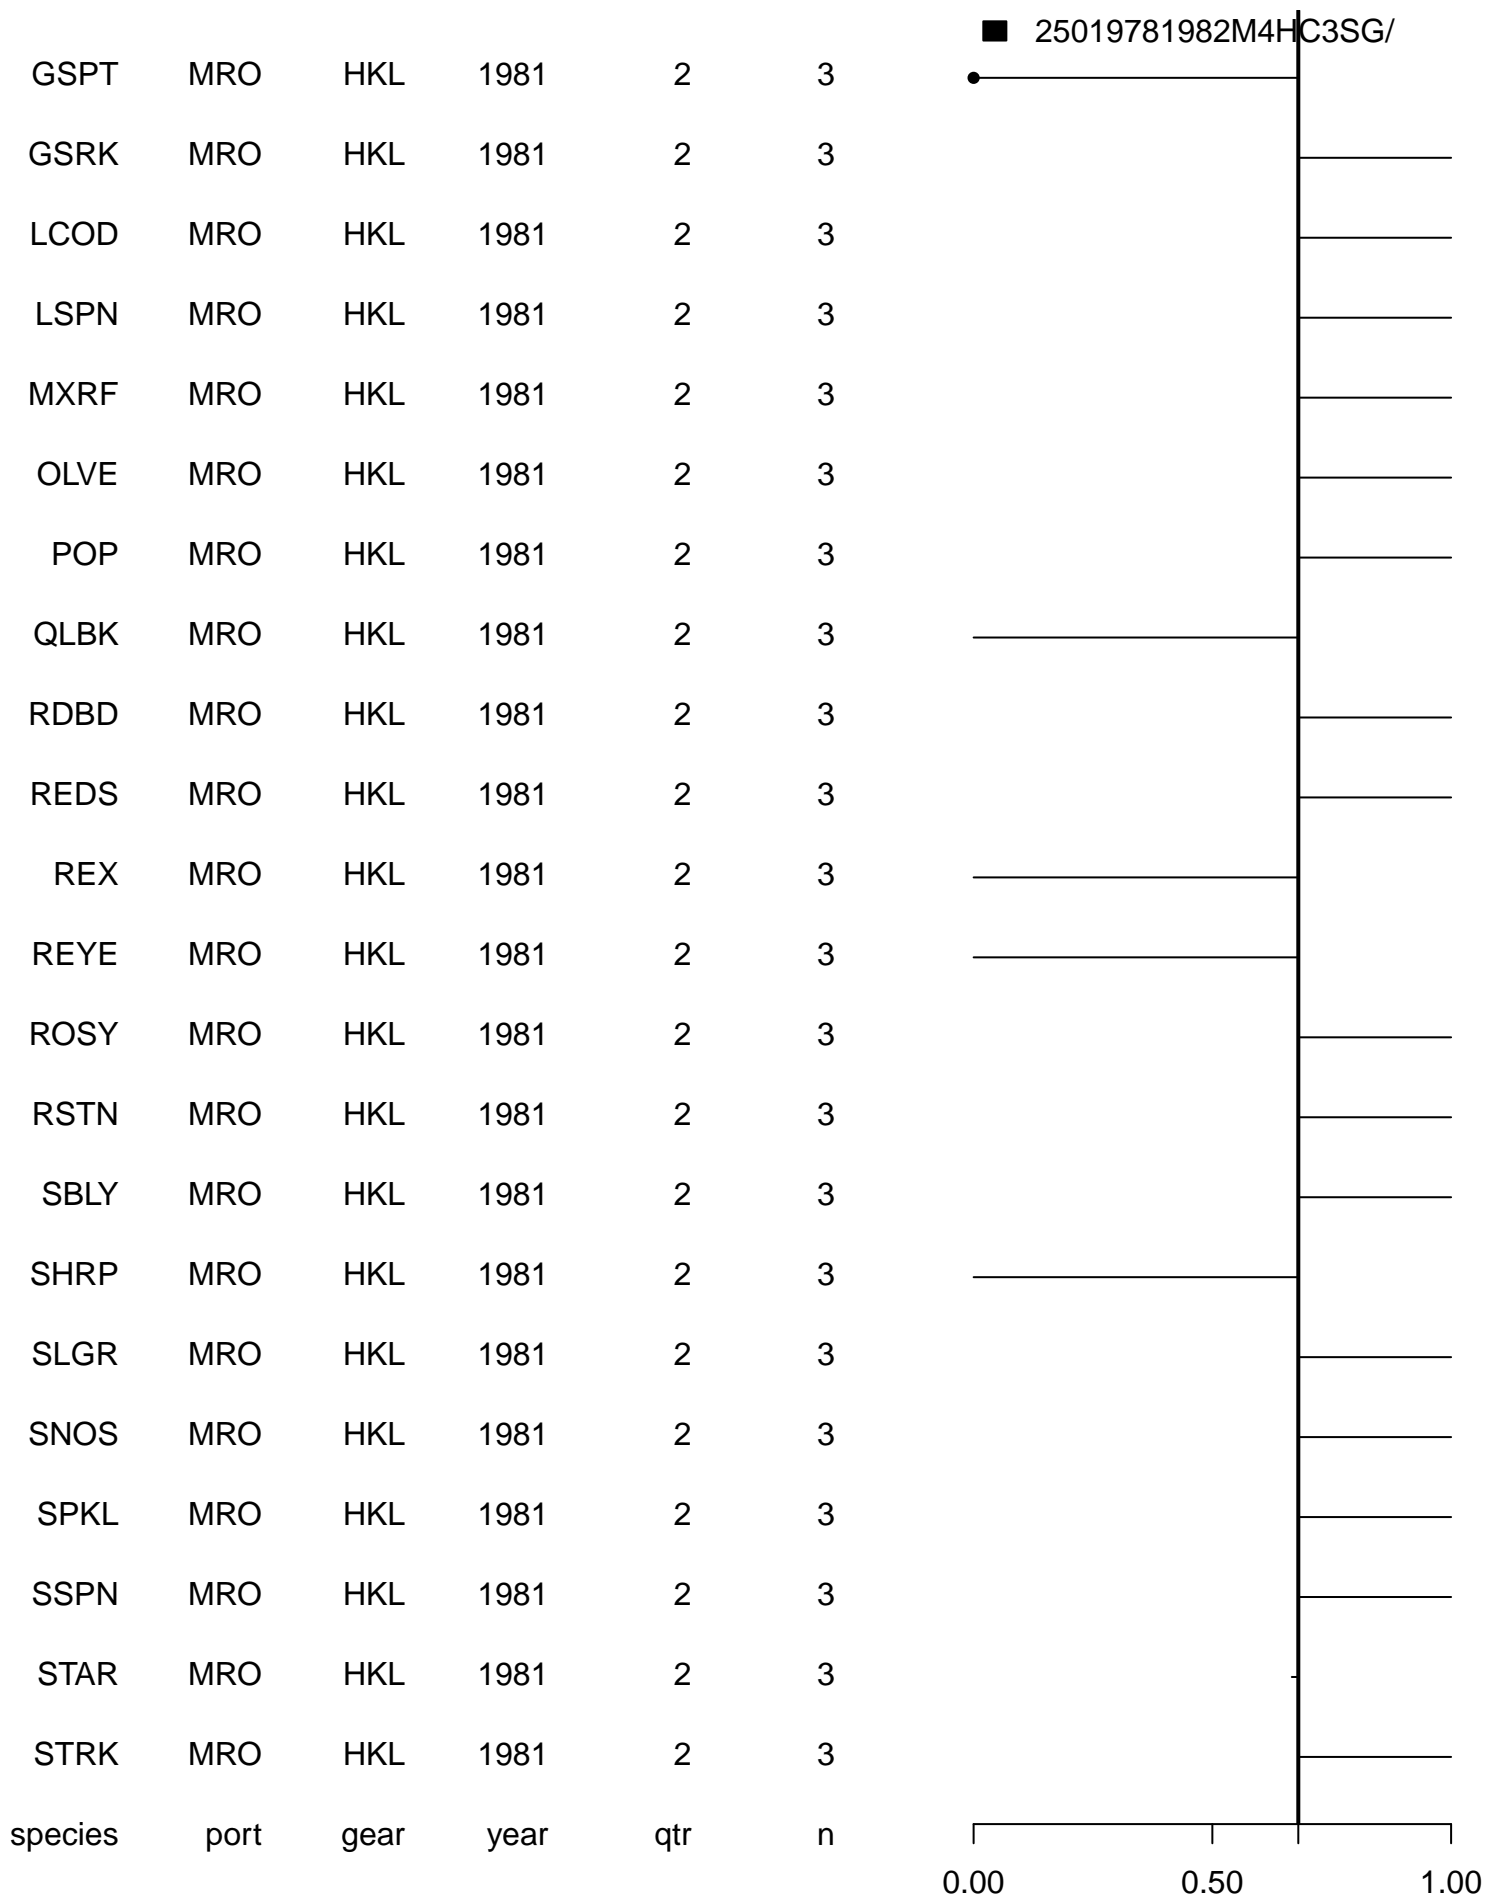 25019781982M4HC3SG/
GSPT MRO HKL 1981 2 3
GSRK MRO HKL 1981 2 3
LCOD MRO HKL 1981 2 3
LSPN MRO HKL 1981 2 3
MXRF MRO HKL 1981 2 3
OLVE MRO HKL 1981 2 3
POP MRO HKL 1981 2 3
QLBK MRO HKL 1981 2 3
RDBD MRO HKL 1981 2 3
REDS MRO HKL 1981 2 3
REX MRO HKL 1981 2 3
REYE MRO HKL 1981 2 3
ROSY MRO HKL 1981 2 3
RSTN MRO HKL 1981 2 3
SBLY MRO HKL 1981 2 3
SHRP MRO HKL 1981 2 3
SLGR MRO HKL 1981 2 3
SNOS MRO HKL 1981 2 3
SPKL MRO HKL 1981 2 3
SSPN MRO HKL 1981 2 3
STAR MRO HKL 1981 2 3
STRK MRO HKL 1981 2 3
species port gear year qtr n
0.00 0.50 1.00